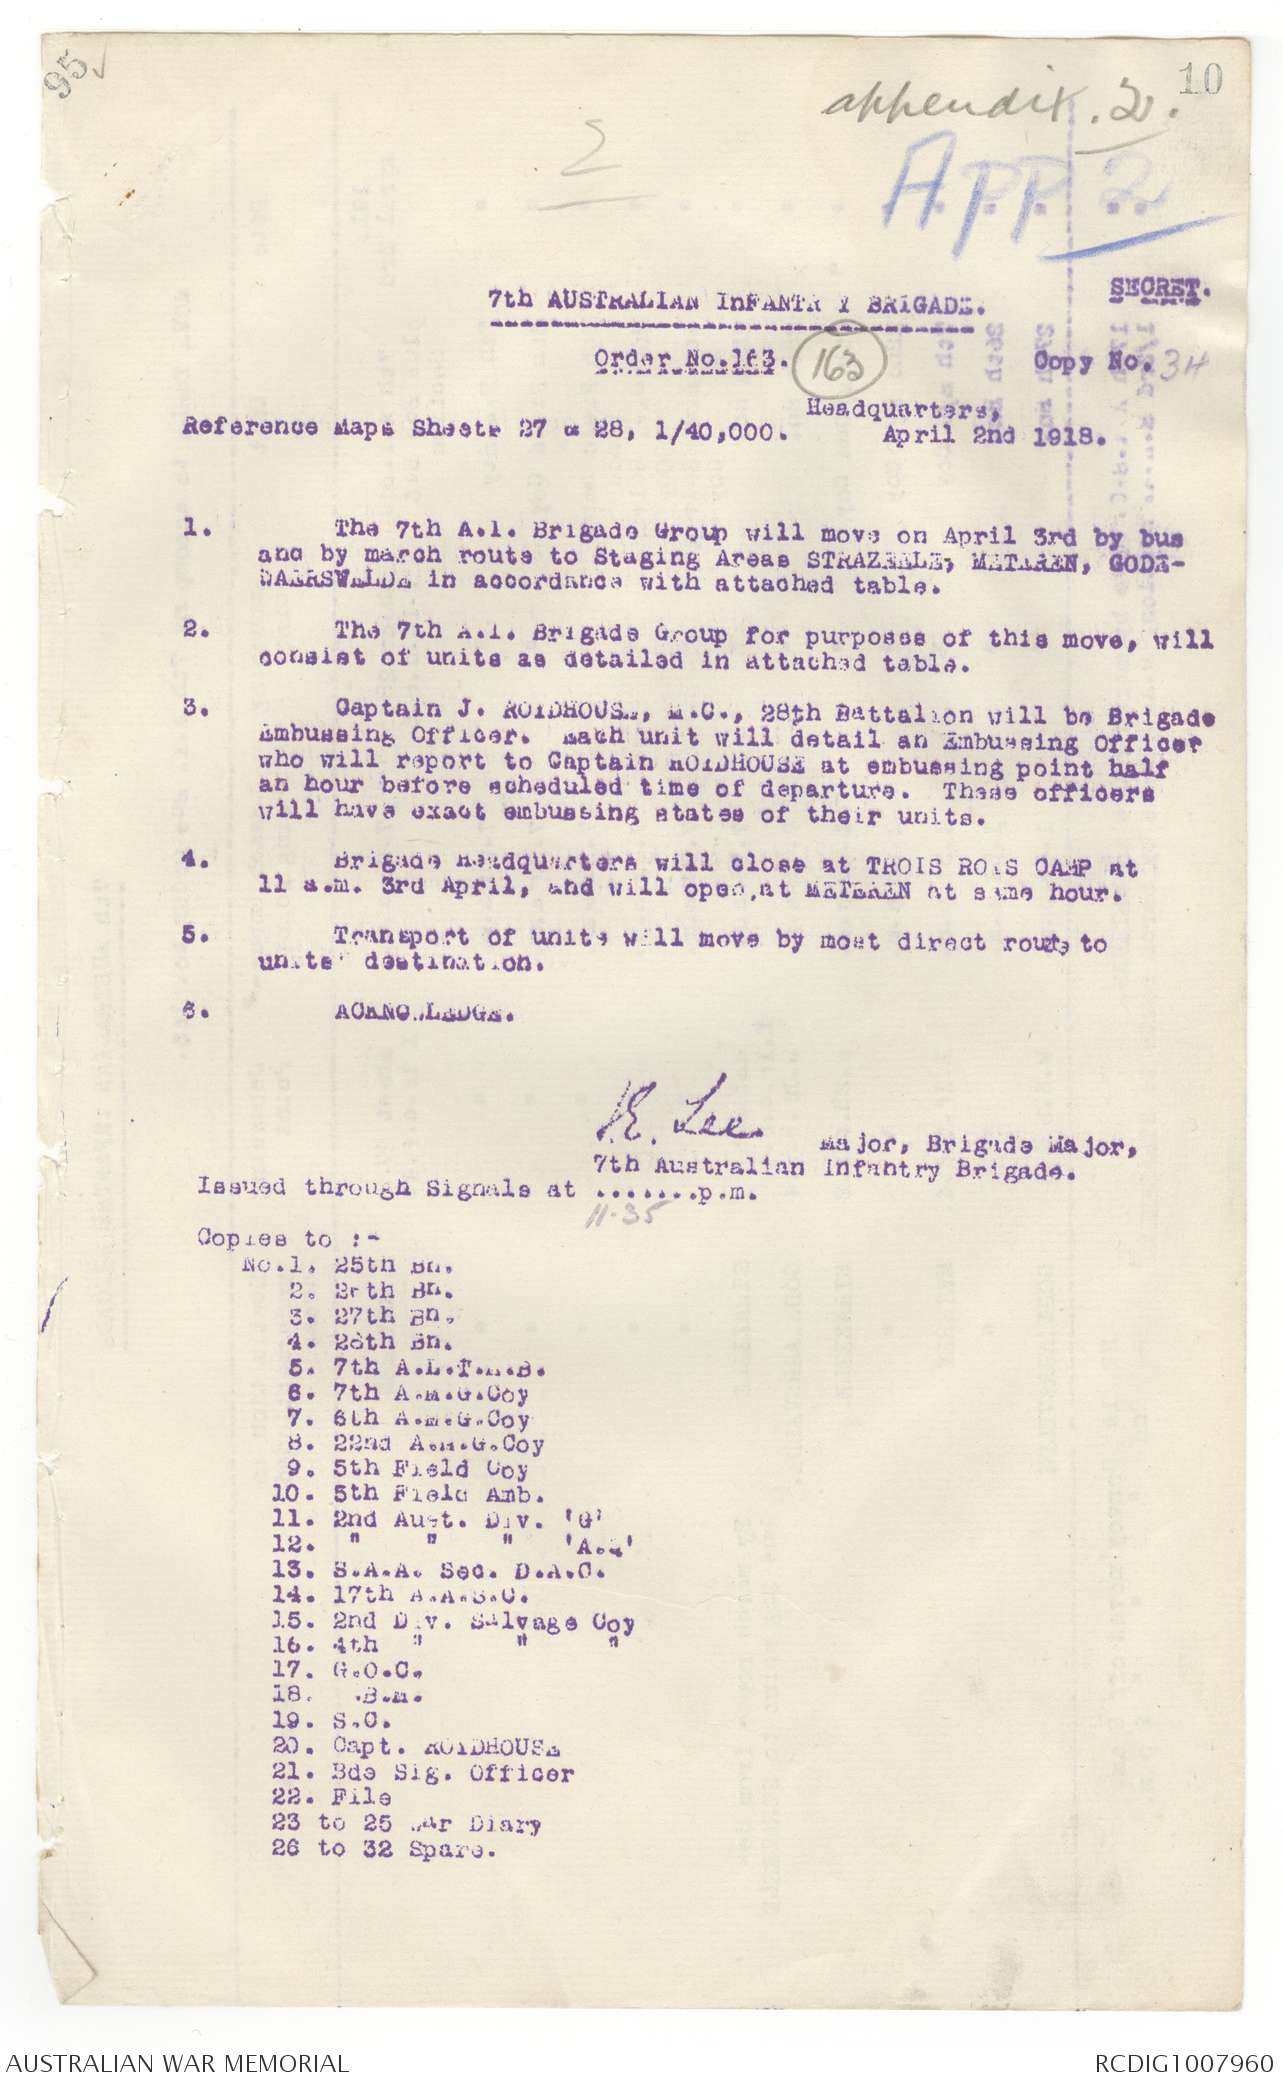 95 ✓
10
appendix. 2.
2
APP 2
SECRET.
7th AUSTRALIAN InFANTR Y BRIGADE.
Order No.163. 163
Copy No. 34
Headquarters,
Reference Maps Sheets 27 & 28, 1/40,000. April 2nd 1918.
1. The 7th A.I. Brigade Group will move on April 3rd by bus
and by march route to Staging Areas STRAZEELE, METEREN, GODE-
WAERSVELDE in accordance with attached table.
2. The 7th A.I. Brigade Group for purposes of this move, will
consist of units as detailed in attached table.
3. Captain J. ROYDHOUSE, M.C., 28th Battalion will be Brigade
Embussing Officer. Each unit will detail an Embussing Officer
who will report to Captain ROYDHOUSE at embussing point half
an hour before scheduled time of departure. These officers
will have exact embussing states of their units.
4. Brigade Headquarters will close at TROIS ROIS CAMP at
11 a.m. 3rd April, and will open at METEREN at same hour.
5. Transport of units will move by most direct route to
units' destination.
6. ACKNOWLEDGE.
K.E. Lee.
Major, Brigade Major,
7th Australian Infantry Brigade.
Issued through Signals at ........p.m.
11.35
Copies to :-
No.1. 25th Bn.
2. 26th Bn.
3. 27th Bn.
4. 28th Bn.
5. 7th A.L.T.M.B.
6. 7th A.M.G.Coy
7. 6th A.M.G.Coy
8. 22nd A.M.G.Coy
9. 5th Field Coy
10. 5th Field Amb.
11. 2nd Aust. Div. 'G'
12. " " " 'A.Q'
13. S.A.A. Sec. D.A.C.
14. 17th A.A.S.C.
15. 2nd Div. Salvage Coy
16. 4th " " "
17. G.O.C.
18. .B.M.
19. S.C.
20. Capt. ROYDHOUSE
21. Bde Sig. Officer
22. File
23 to 25 War Diary
26 to 32 Spare.
AUSTRALIAN WAR MEMORIAL
RCDIG1007960